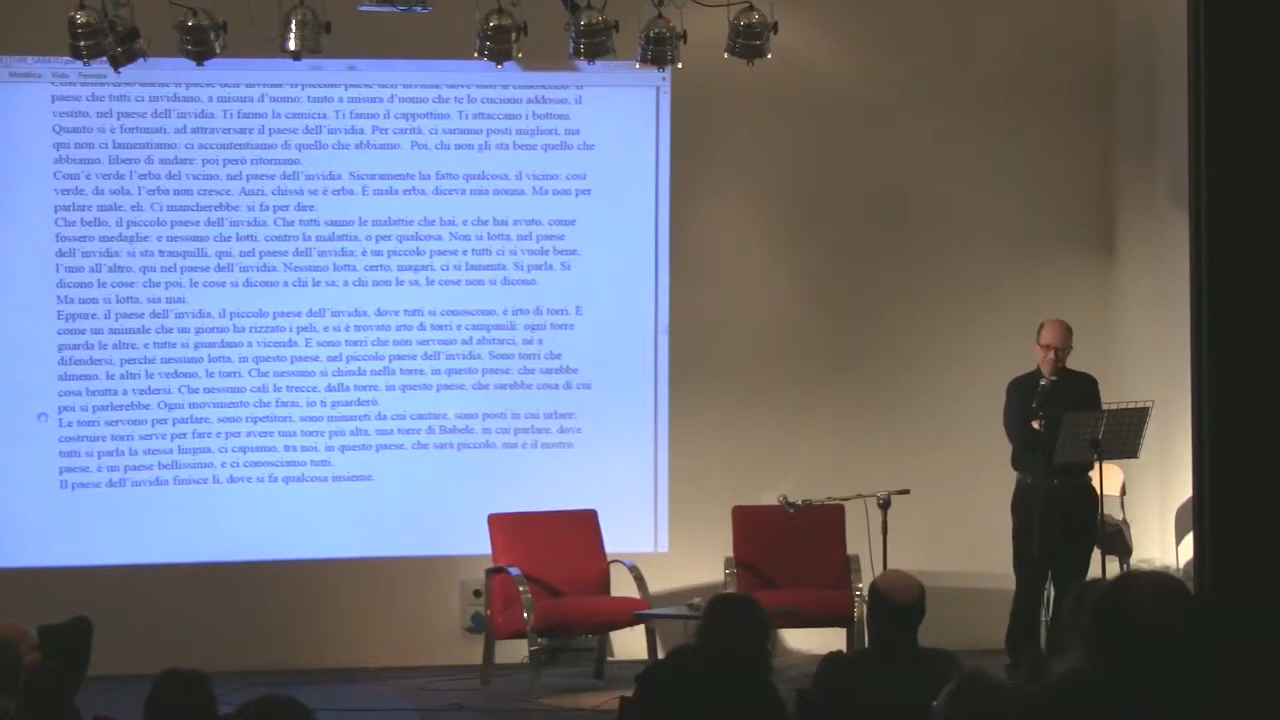 Modifica Vista Finestra ?
paese che tutti ci invidiano, a misura d'uomo: tanto a misura d'uomo che te lo cuciono addosso, il
vestito, nel paese dell'invidia. Ti fanno la camicia. Ti fanno il cappottino. Ti attaccano i bottoni.
Quanto si è fortunati, ad attraversare il paese dell'invidia. Per carità, ci saranno posti migliori, ma
qui non ci lamentiamo: ci accontentiamo di quello che abbiamo. Poi, chi non gli sta bene quello che
abbiamo, libero di andare: poi però ritornano.
Com'è verde l'erba del vicino, nel paese dell'invidia. Sicuramente ha fatto qualcosa, il vicino: così
verde, da sola, l'erba non cresce. Anzi, chissà se è erba. È mala erba, diceva mia nonna. Ma non per
parlare male, eh. Ci mancherebbe: si fa per dire.
Che bello, il piccolo paese dell'invidia. Che tutti sanno le malattie che hai, e che hai avuto, come
fossero medaglie: e nessuno che lotti, contro la malattia, o per qualcosa. Non si lotta, nel paese
dell'invidia: si sta tranquilli, qui, nel paese dell'invidia: è un piccolo paese e tutti ci si vuole bene,
l'uno all'altro, qui nel paese dell'invidia. Nessuno lotta, certo, magari, ci si lamenta. Si parla. Si
dicono le cose: che poi, le cose si dicono a chi le sa; a chi non le sa, le cose non si dicono.
Ma non si lotta, sia mai.
Eppure, il paese dell'invidia, il piccolo paese dell'invidia, dove tutti si conoscono, è irto di torri. È
come un animale che un giorno ha rizzato i peli, e si è trovato irto di torri e campanili: ogni torre
guarda le altre, e tutte si guardano a vicenda. E sono torri che non servono ad abitarci, né a
difendersi, perché nessuno lotta, in questo paese, nel piccolo paese dell'invidia. Sono torri che
almeno, le altri le vedono, le torri. Che nessuno si chiuda nella torre, in questo paese: che sarebbe
cosa brutta a vedersi. Che nessuno cali le trecce, dalla torre, in questo paese, che sarebbe cosa di cui
poi si parlerebbe. Ogni movimento che farai, io ti guarderò.
Le torri servono per parlare, sono ripetitori, sono minareti da cui cantare, sono posti in cui urlare:
costruire torri serve per fare e per avere una torre più alta, una torre di Babele, in cui parlare, dove
tutti si parla la stessa lingua, ci capiamo, tra noi, in questo paese, che sarà piccolo, ma è il nostro
paese, è un paese bellissimo, e ci conosciamo tutti.
Il paese dell'invidia finisce lì, dove si fa qualcosa insieme.